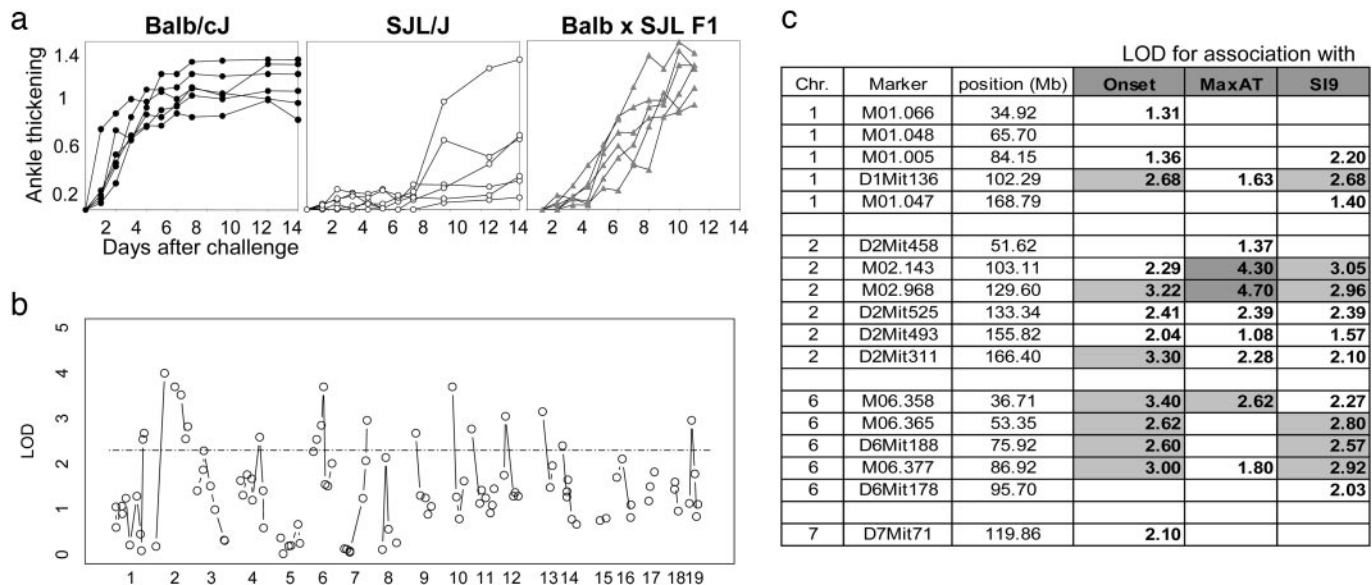 a
Balb/cJ SJL/J Balb x SJL F1
Ankle thickening
1.4
1
0.6
0.2
2 4 6 8 10 12 14 2 4 6 8 10 12 14 2 4 6 8 10 12 14
Days after challenge
b
LOD
5
4
3
2
1
0
1 2 3 4 5 6 7 8 9 10 11 12 13 14 15 16 17 18 19
c
LOD for association with
Chr. Marker position (Mb) Onset MaxAT SI9
1 M01.066 34.92 1.31
1 M01.048 65.70
1 M01.005 84.15 1.36 2.20
1 D1Mit136 102.29 2.68 1.63 2.68
1 M01.047 168.79 1.40
2 D2Mit458 51.62 1.37
2 M02.143 103.11 2.29 4.30 3.05
2 M02.968 129.60 3.22 4.70 2.96
2 D2Mit525 133.34 2.41 2.39 2.39
2 D2Mit493 155.82 2.04 1.08 1.57
2 D2Mit311 166.40 3.30 2.28 2.10
6 M06.358 36.71 3.40 2.62 2.27
6 M06.365 53.35 2.62 2.80
6 D6Mit188 75.92 2.60 2.57
6 M06.377 86.92 3.00 1.80 2.92
6 D6Mit178 95.70 2.03
7 D7Mit71 119.86 2.10